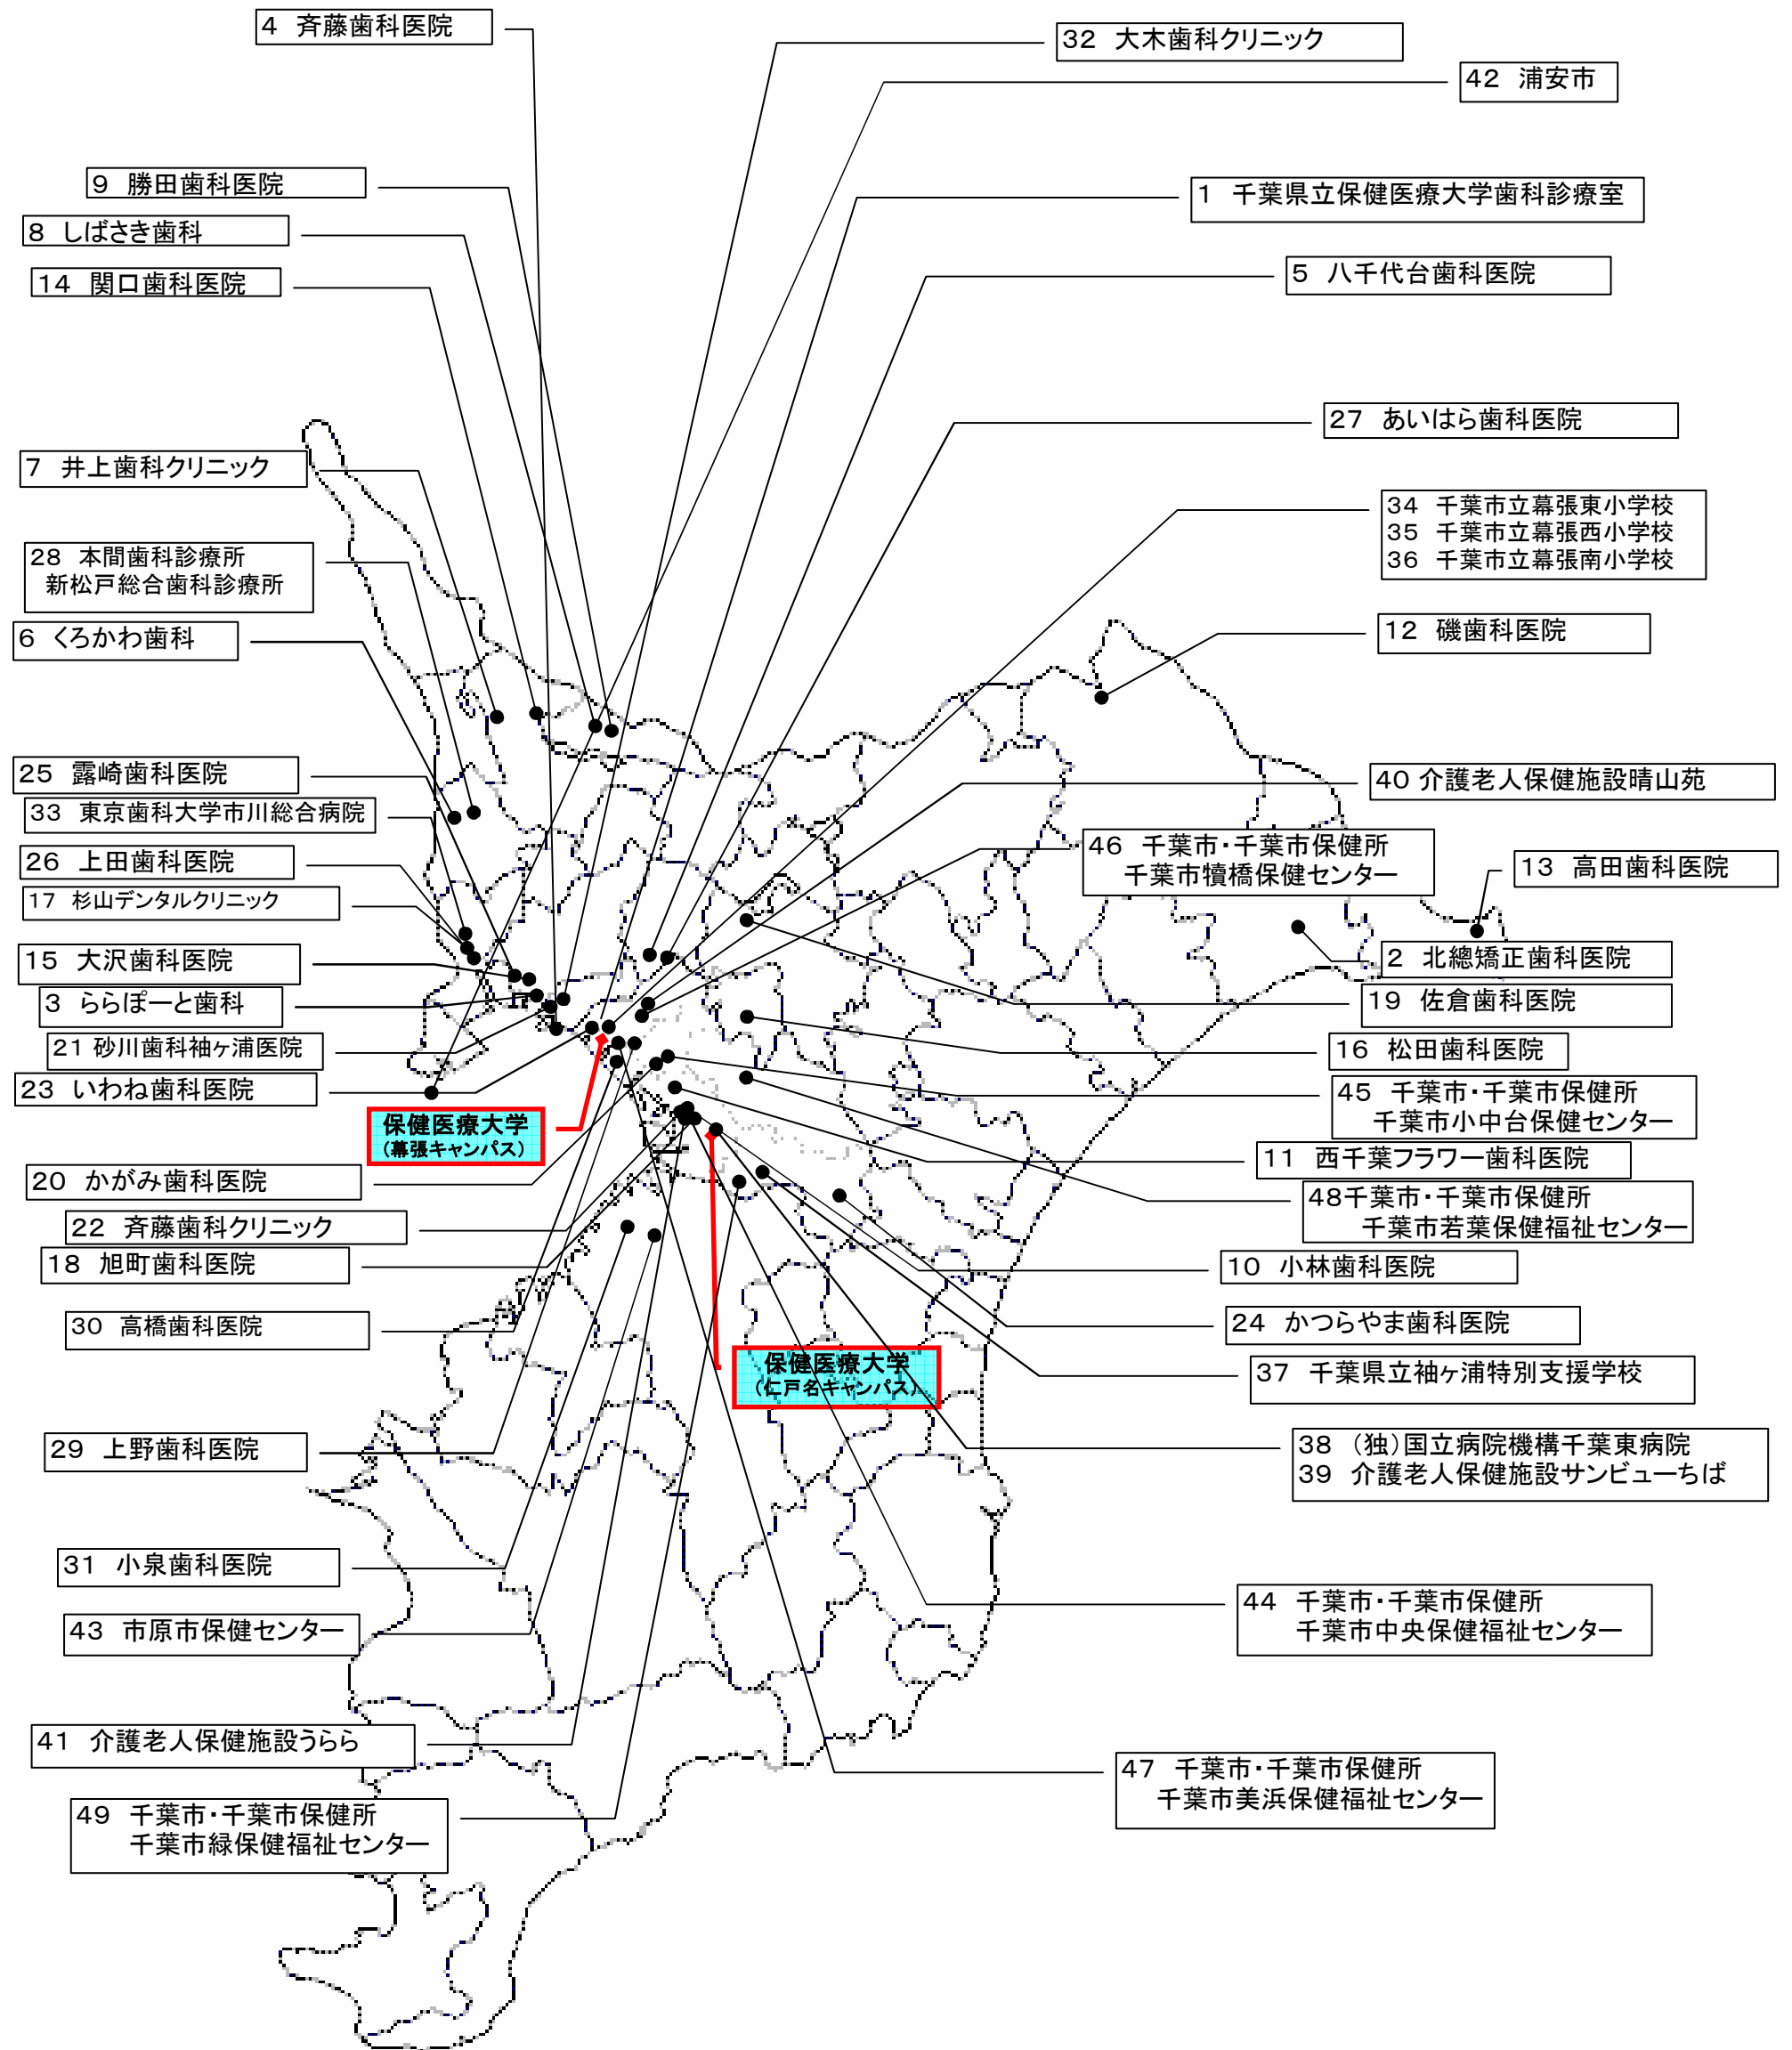 4 斉藤歯科医院
32 大木歯科クリニック
42 浦安市
9 勝田歯科医院
1 千葉県立保健医療大学歯科診療室
8 しばさき歯科
14 関口歯科医院
5 八千代台歯科医院
27 あいはら歯科医院
7 井上歯科クリニック
34 千葉市立幕張東小学校
35 千葉市立幕張西小学校
36 千葉市立幕張南小学校
28 本間歯科診療所
新松戸総合歯科診療所
6 くろかわ歯科
12 磯歯科医院
25 露崎歯科医院
40 介護老人保健施設晴山苑
33 東京歯科大学市川総合病院
46 千葉市・千葉市保健所
千葉市犢橋保健センター
26 上田歯科医院
13 高田歯科医院
17 杉山デンタルクリニック
15 大沢歯科医院
2 北總矯正歯科医院
3 ららぽーと歯科
19 佐倉歯科医院
21 砂川歯科袖ヶ浦医院
16 松田歯科医院
23 いわね歯科医院
45 千葉市・千葉市保健所
千葉市小中台保健センター
保健医療大学
(幕張キャンパス)
11 西千葉フラワー歯科医院
20 かがみ歯科医院
48千葉市・千葉市保健所
千葉市若葉保健福祉センター
22 斉藤歯科クリニック
18 旭町歯科医院
10 小林歯科医院
30 高橋歯科医院
24 かつらやま歯科医院
保健医療大学
(仁戸名キャンパス)
37 千葉県立袖ヶ浦特別支援学校
29 上野歯科医院
38 (独)国立病院機構千葉東病院
39 介護老人保健施設サンビューちば
31 小泉歯科医院
44 千葉市・千葉市保健所
千葉市中央保健福祉センター
43 市原市保健センター
41 介護老人保健施設うらら
47 千葉市・千葉市保健所
千葉市美浜保健福祉センター
49 千葉市・千葉市保健所
千葉市緑保健福祉センター